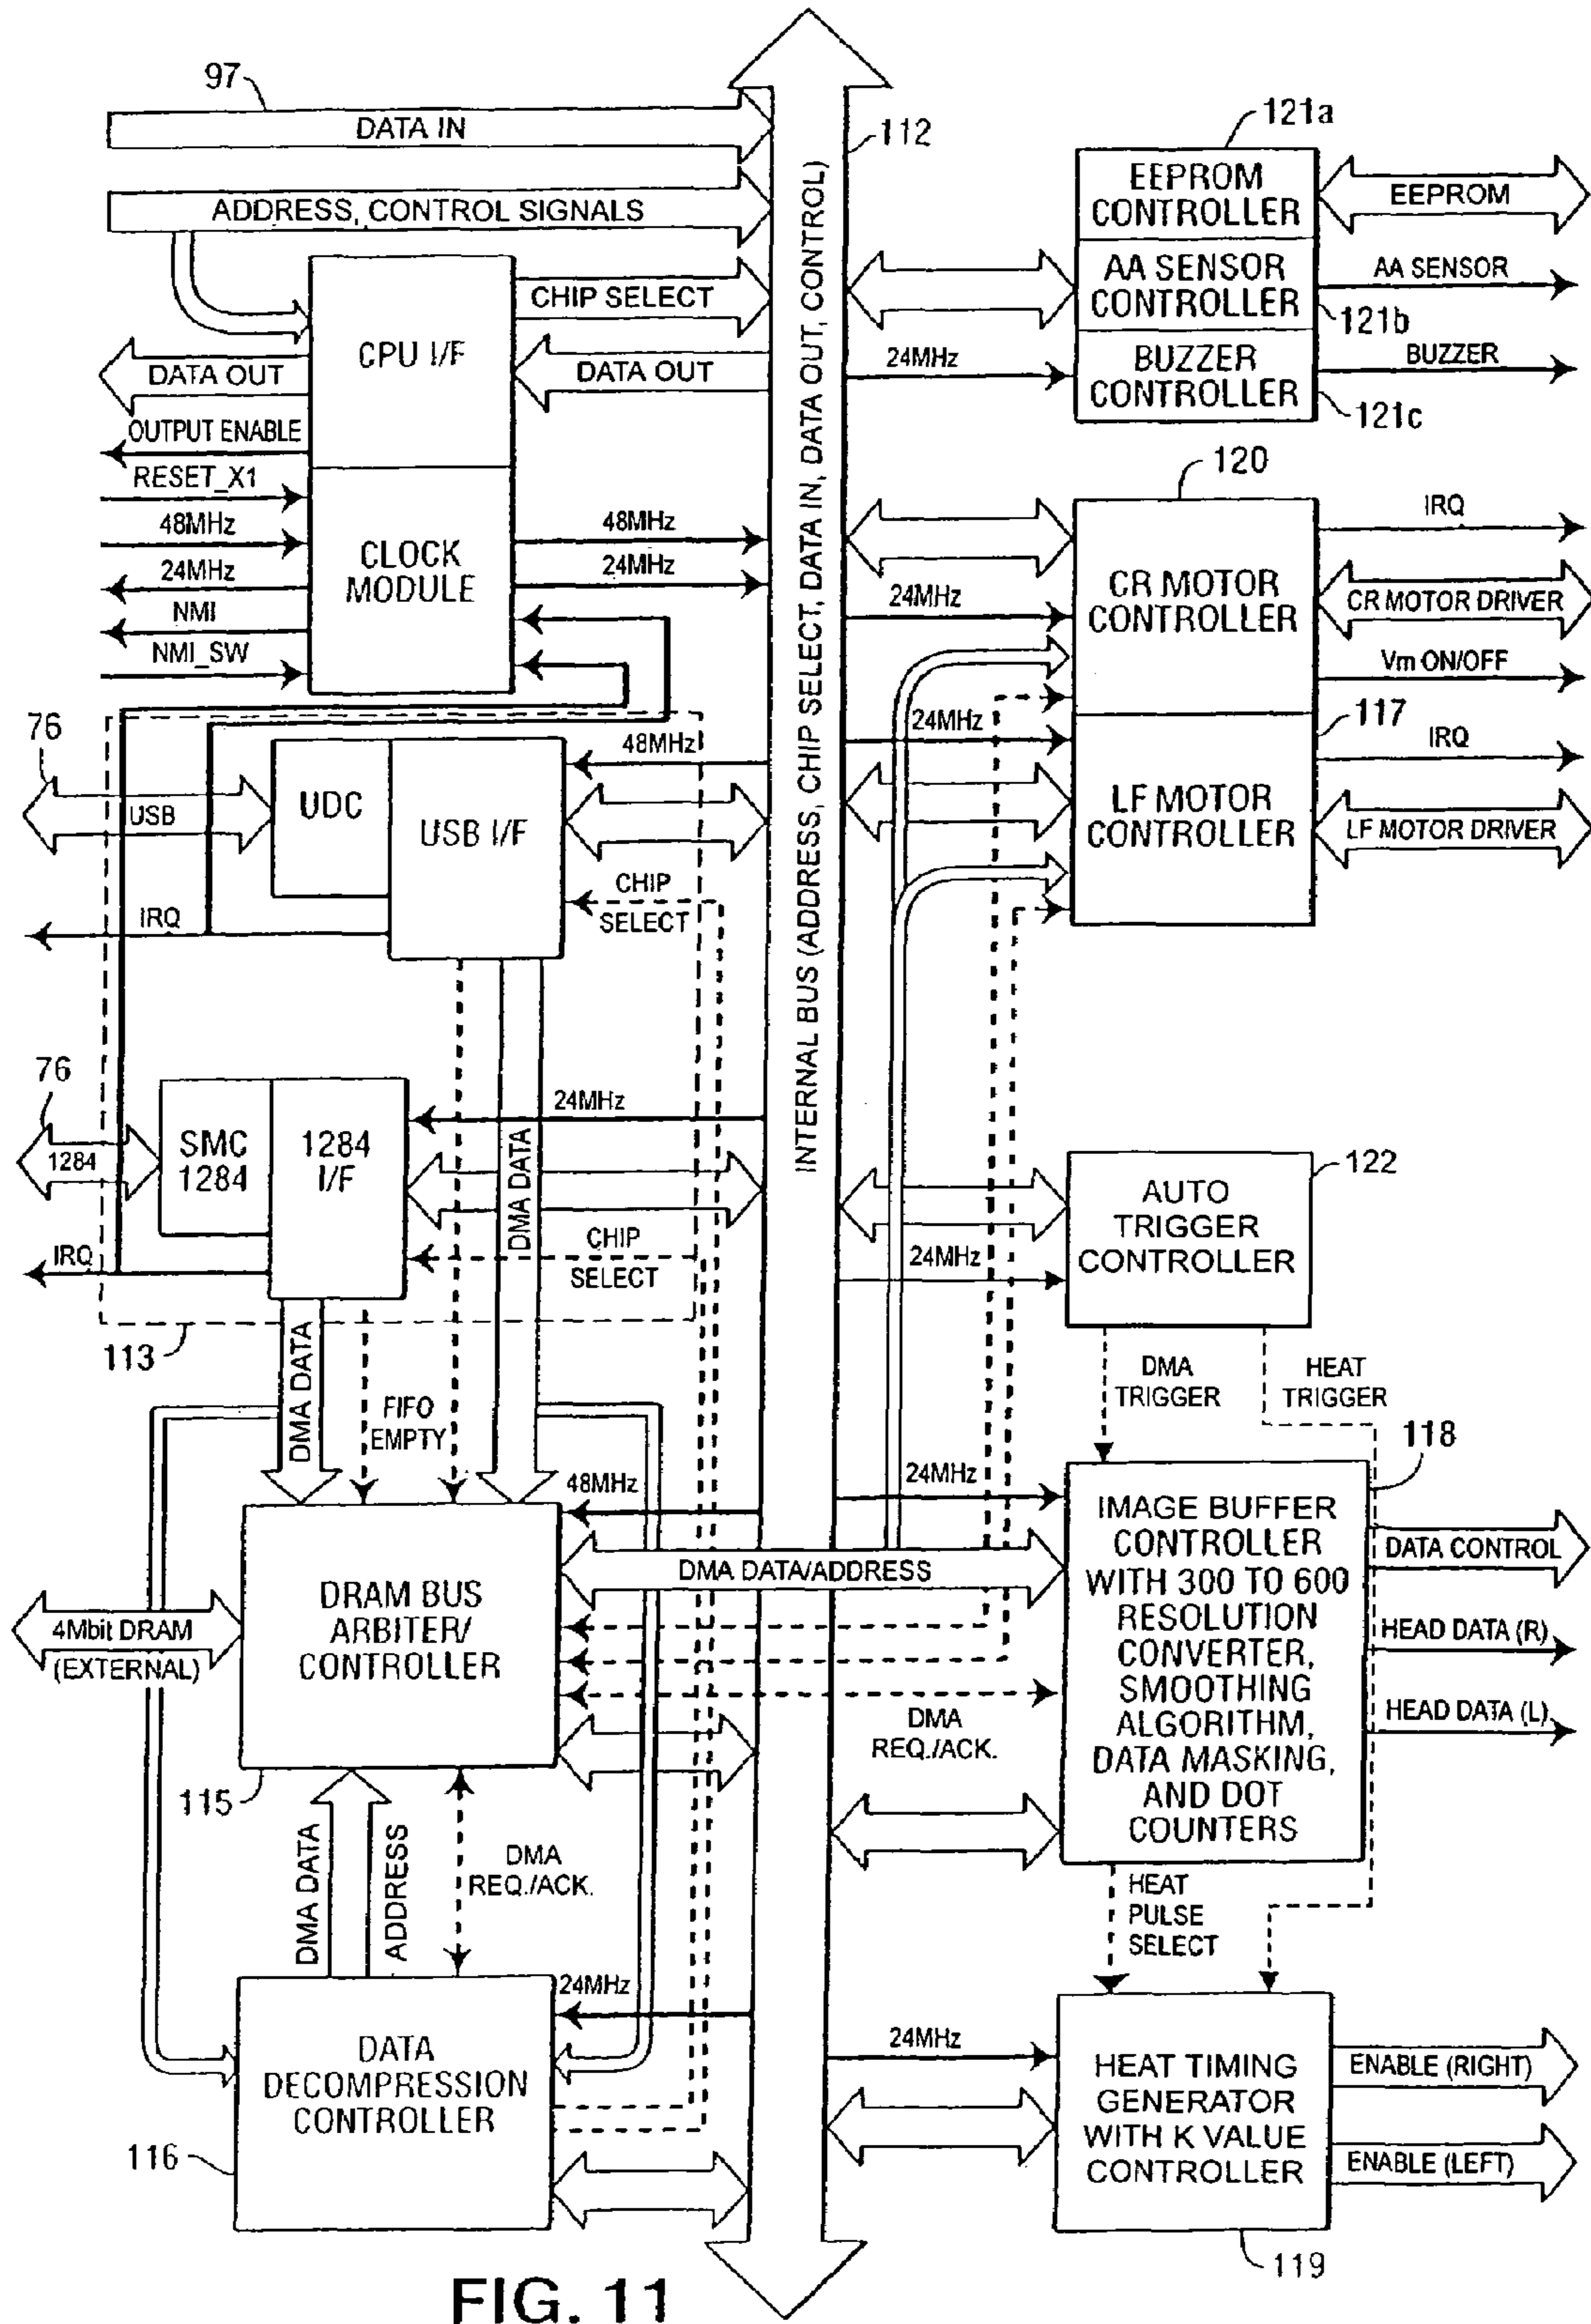 97
DATA IN
ADDRESS, CONTROL SIGNALS
CPU I/F
CHIP SELECT
DATA OUT
DATA OUT
OUTPUT ENABLE
RESET_X1
48MHz
24MHz
NMI
NMI_SW
CLOCK
MODULE
48MHz
24MHz
112
INTERNAL BUS (ADDRESS, CHIP SELECT, DATA IN, DATA OUT, CONTROL)
121a
EEPROM
CONTROLLER
EEPROM
AA SENSOR
CONTROLLER
AA SENSOR
121b
24MHz
BUZZER
CONTROLLER
BUZZER
121c
120
CR MOTOR
CONTROLLER
24MHz
IRQ
CR MOTOR DRIVER
Vm ON/OFF
117
24MHz
LF MOTOR
CONTROLLER
IRQ
LF MOTOR DRIVER
76
USB
UDC
USB I/F
48MHz
CHIP
SELECT
IRQ
76
1284
SMC
1284
1284
I/F
24MHz
DMA DATA
CHIP
SELECT
IRQ
113
DMA DATA
FIFO
EMPTY
122
AUTO
TRIGGER
CONTROLLER
24MHz
DMA
TRIGGER
HEAT
TRIGGER
118
48MHz
24MHz
DMA DATA/ADDRESS
DRAM BUS
ARBITER/
CONTROLLER
4Mbit DRAM
(EXTERNAL)
115
DMA
REQ./ACK.
IMAGE BUFFER
CONTROLLER
WITH 300 TO 600
RESOLUTION
CONVERTER,
SMOOTHING
ALGORITHM,
DATA MASKING,
AND DOT
COUNTERS
DATA CONTROL
HEAD DATA (R)
HEAD DATA (L)
DMA DATA
ADDRESS
DMA
REQ./ACK.
HEAT
PULSE
SELECT
24MHz
DATA
DECOMPRESSION
CONTROLLER
116
24MHz
HEAT TIMING
GENERATOR
WITH K VALUE
CONTROLLER
ENABLE (RIGHT)
ENABLE (LEFT)
119
FIG. 11